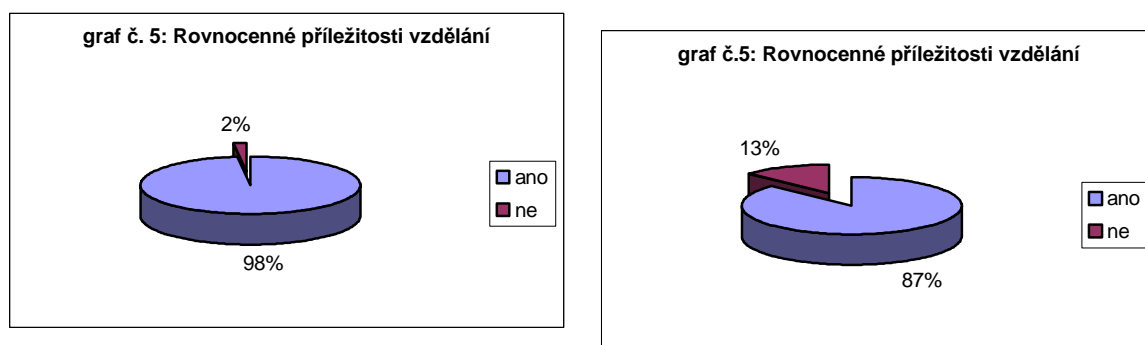 graf č. 5: Rovnocenné příležitosti vzdělání
2%
98%
ano
ne
graf č.5: Rovnocenné příležitosti vzdělání
13%
87%
ano
ne